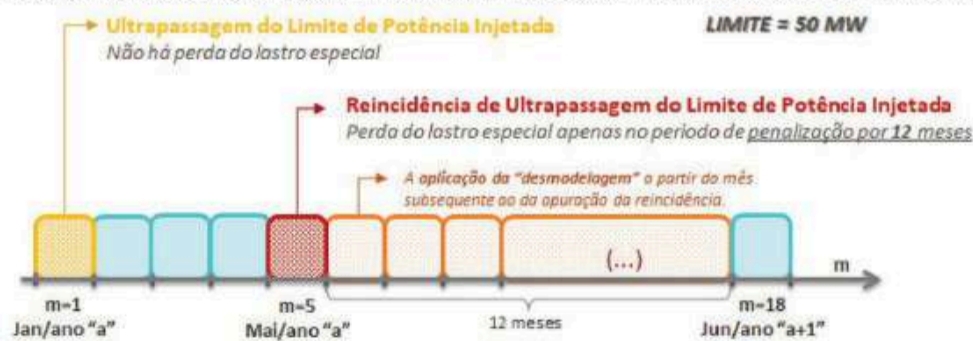 Ultrapassagem do Limite de Potência Injetada
LIMITE = 50 MW
Não há perda do lastro especial
Reincidência de Ultrapassagem do Limite de Potência Injetada
Perda do lastro especial apenas no período de penalização por 12 meses
A aplicação da "desmodelagem" a partir do mês
subsequente ao da apuração da reincidência.
(...)
m
m=1
m=5
12 meses
m=18
Jan/ano "a"
Mai/ano "a"
Jun/ano "a+1"